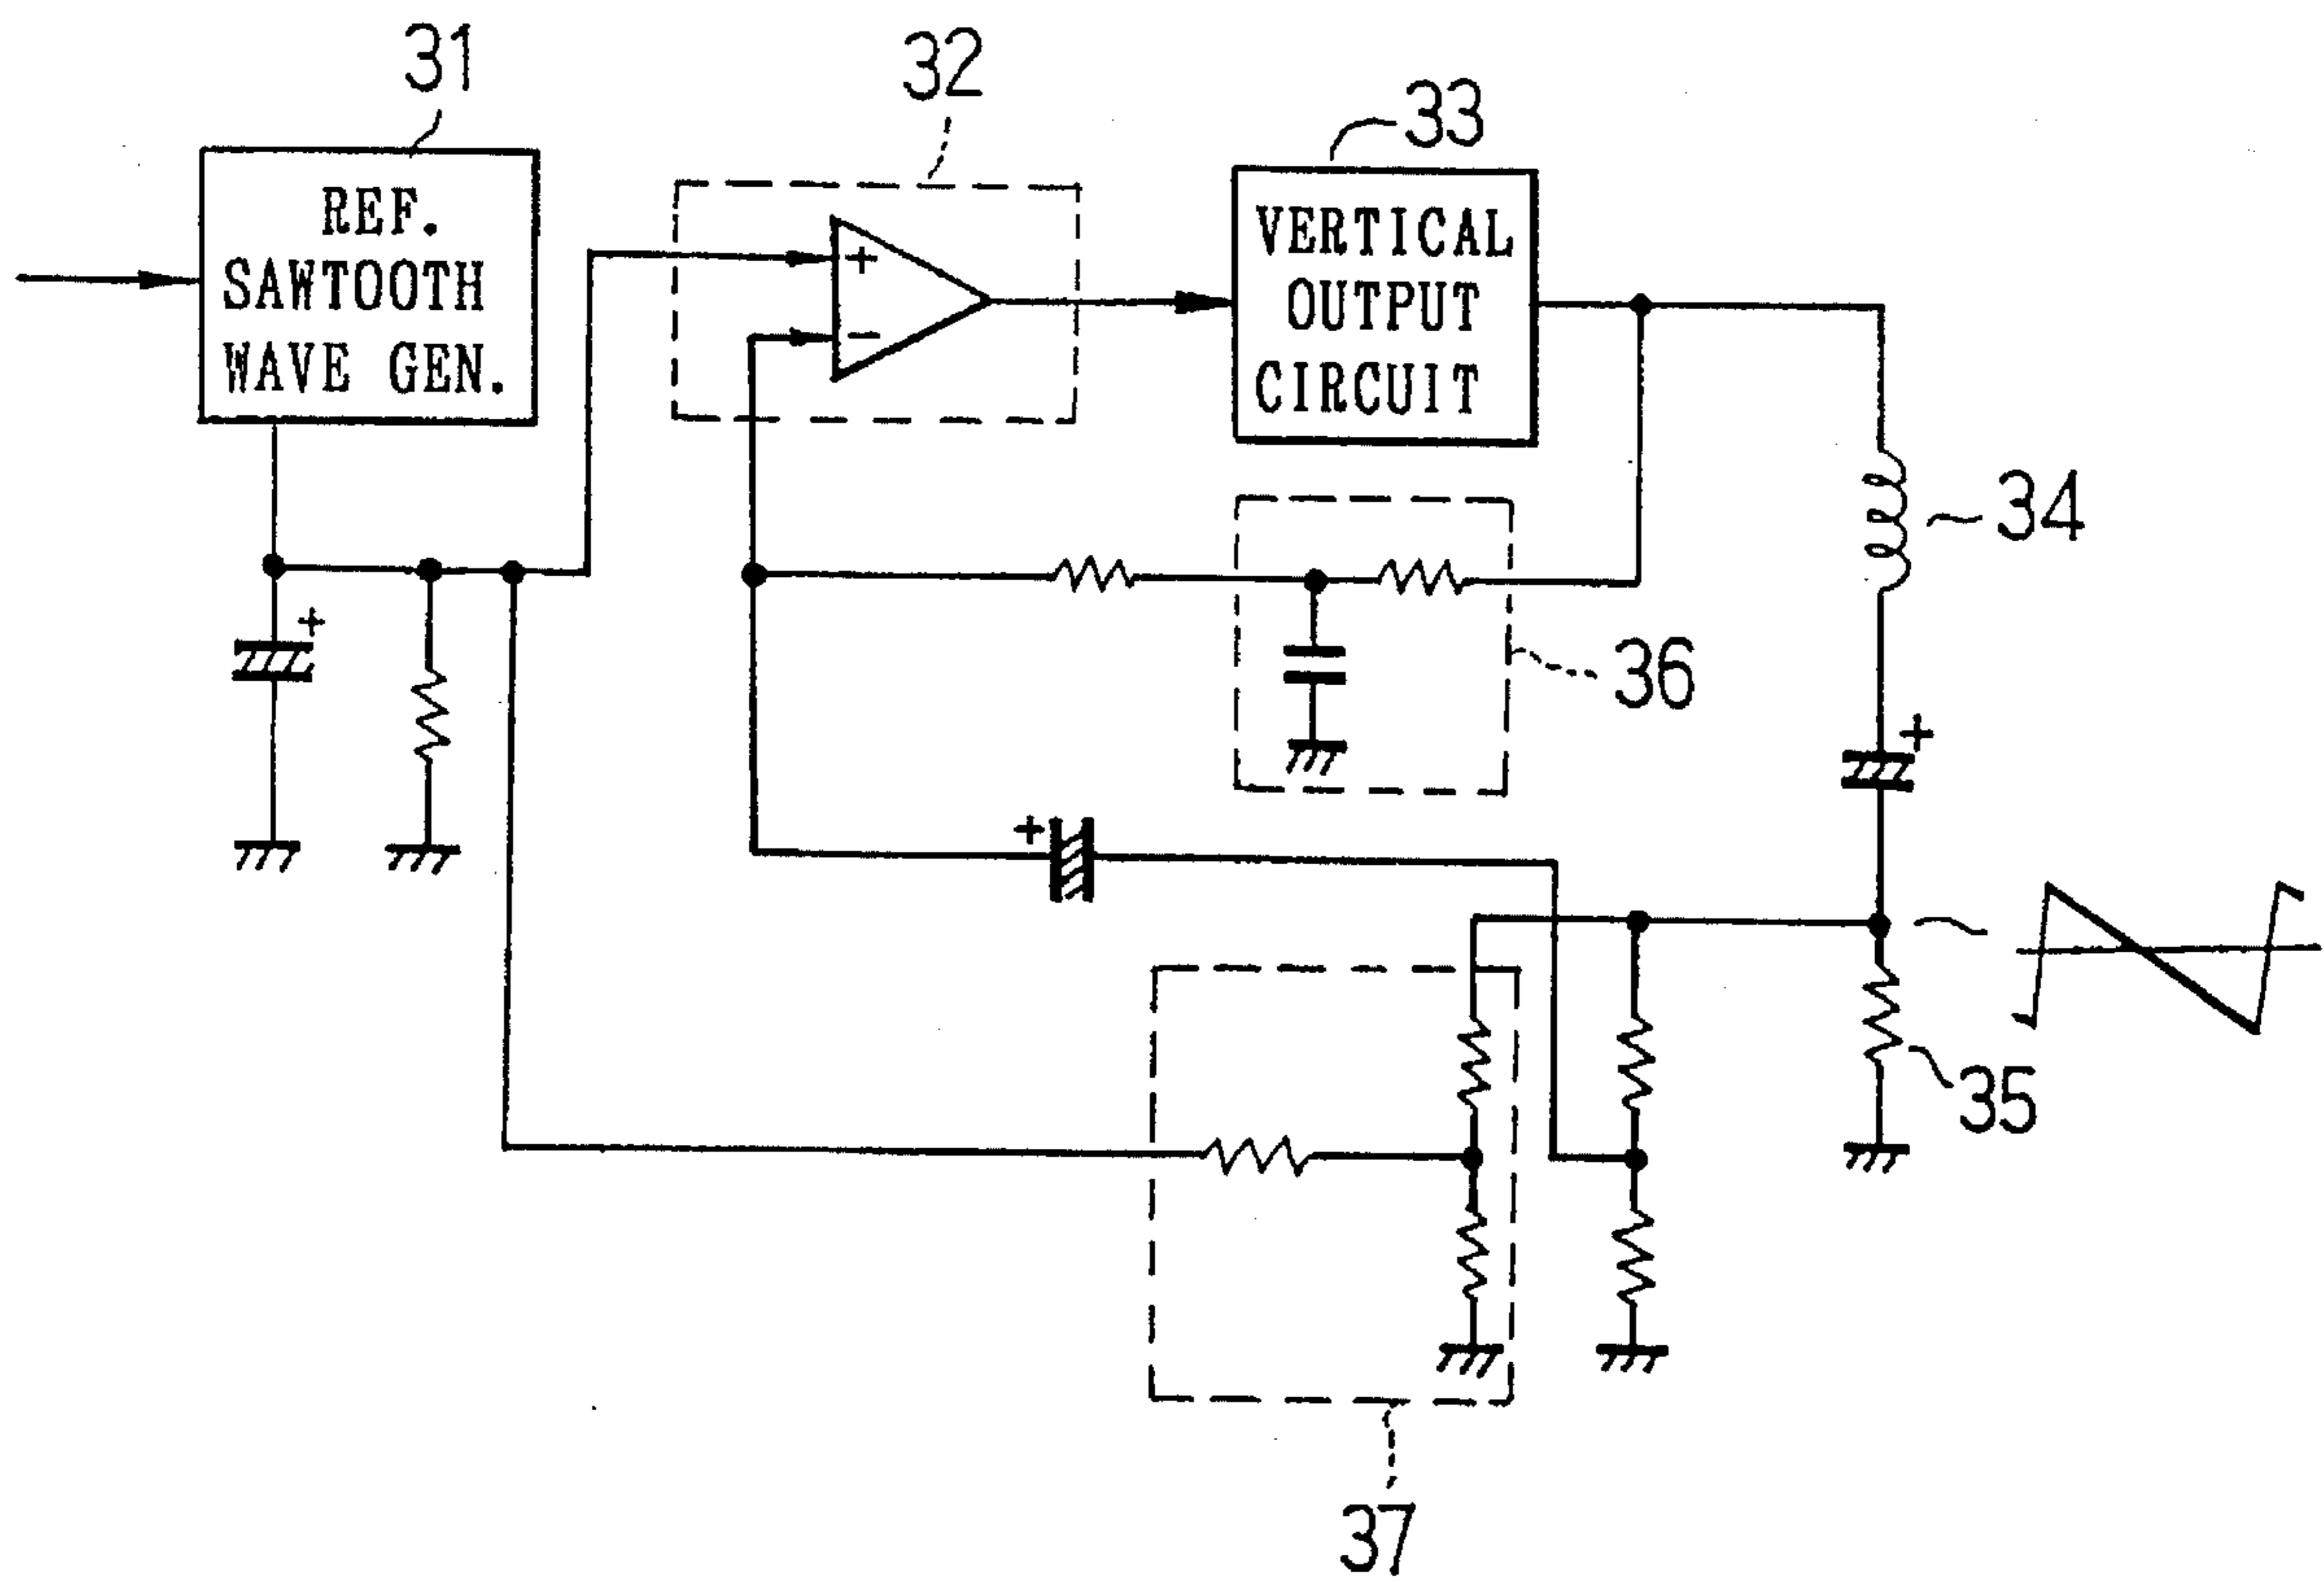 31
32
33
REF.
SAWTOOTH
WAVE GEN.
+
−
VERTICAL
OUTPUT
CIRCUIT
34
+
36
+
+
35
37